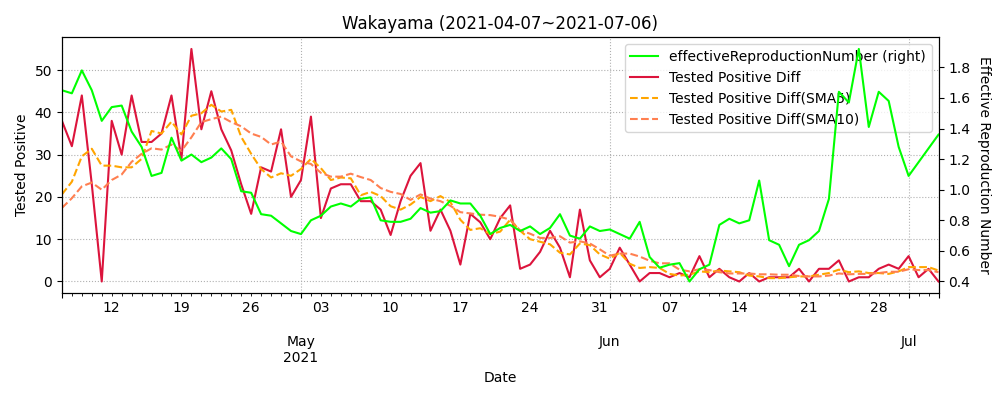 Wakayama (2021-04-07~2021-07-06)
effectiveReproductionNumber (right)
Tested Positive Diff
Tested Positive Diff(SMA5)
Tested Positive Diff(SMA10)
Tested Positive
50
40
30
20
10
0
1.8
1.6
1.4
1.2
1.0
0.8
0.6
0.4
Effective Reproduction Number
12 19 26 03 10 17 24 31 07 14 21 28
May Jun Jul
2021
Date